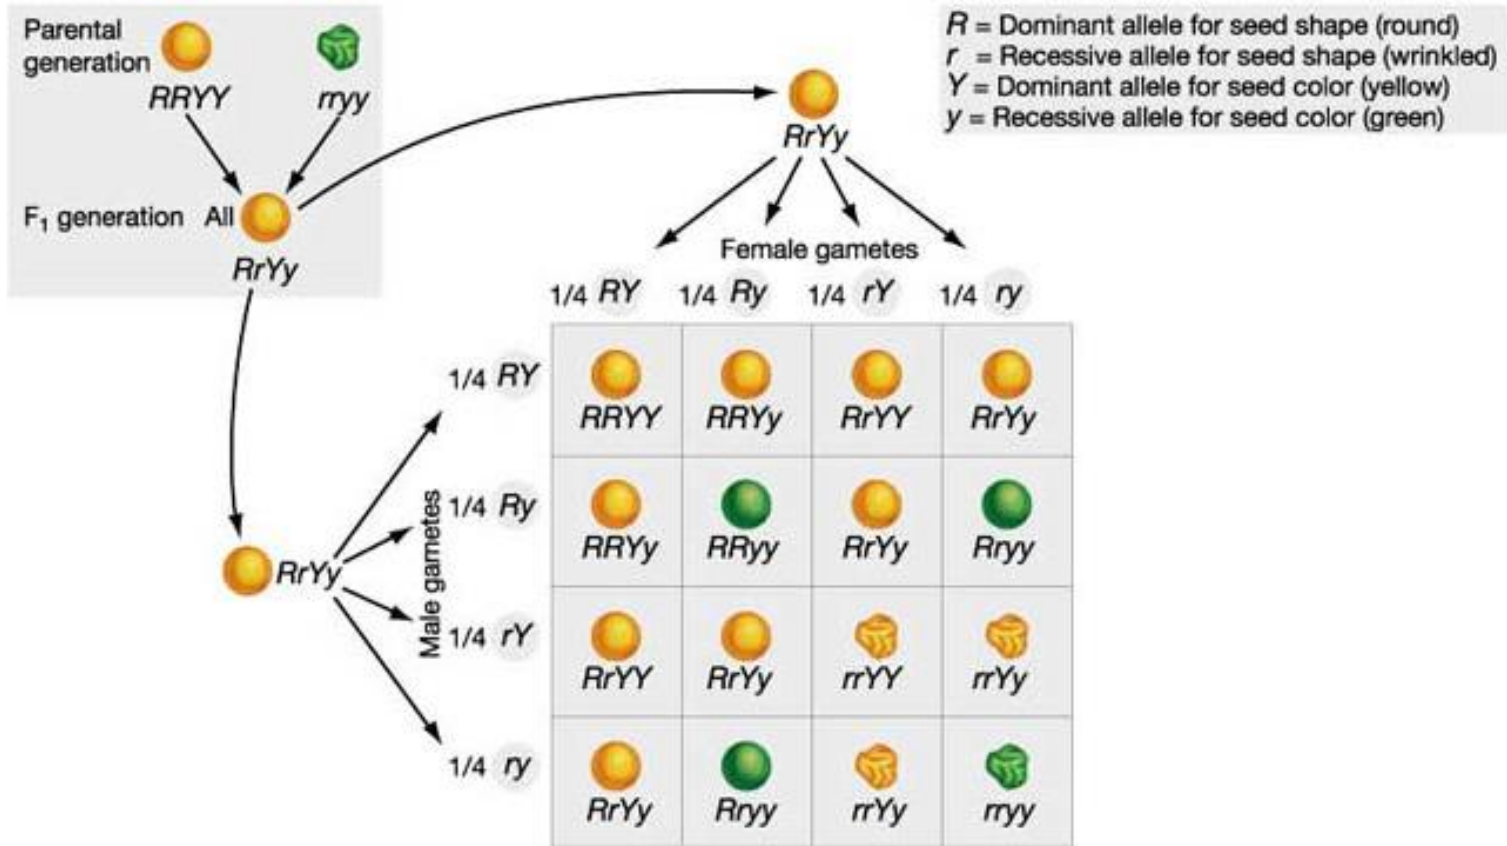 Parental
generation
RRYY
rryy
F1 generation All
RrYy
R = Dominant allele for seed shape (round)
r = Recessive allele for seed shape (wrinkled)
Y = Dominant allele for seed color (yellow)
y = Recessive allele for seed color (green)
RrYy
Female gametes
1/4 RY 1/4 Ry 1/4 rY 1/4 ry
RrYy
Male gametes
1/4 RY
RRYY RRYy RrYY RrYy
1/4 Ry
RRYy RRyy RrYy Rryy
1/4 rY
RrYY RrYy rrYY rrYy
1/4 ry
RrYy Rryy rrYy rryy